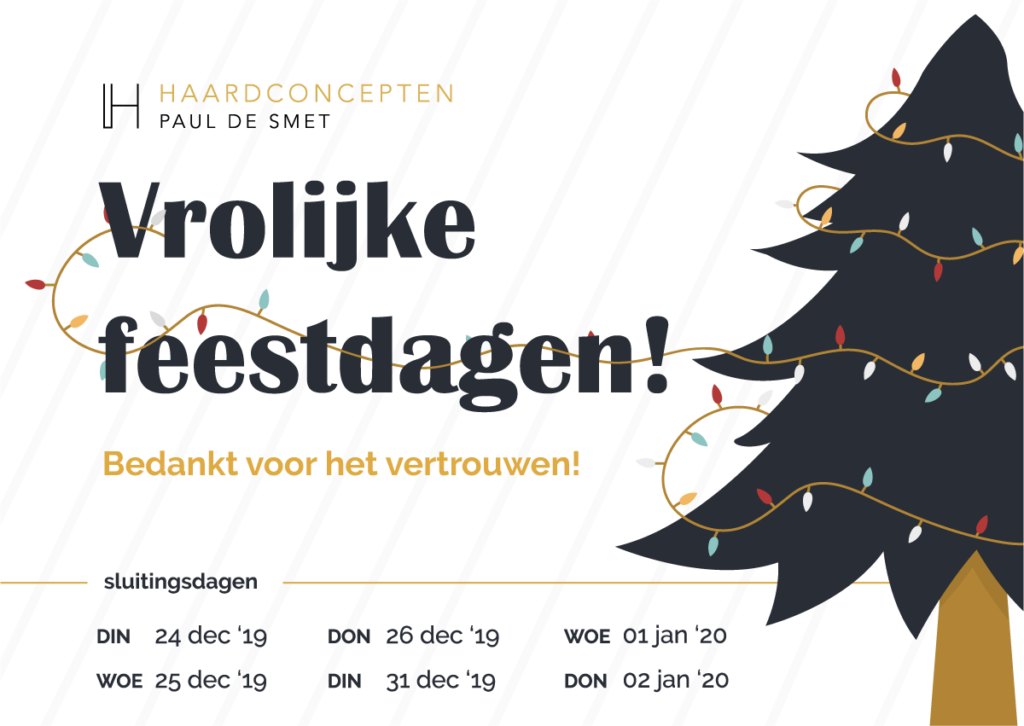 HAARDCONCEPTEN
PAUL DE SMET
Vrolijke
feestdagen!
Bedankt voor het vertrouwen!
sluitingsdagen
DIN 24 dec ‘19 DON 26 dec ‘19 WOE 01 jan ‘20
WOE 25 dec ‘19 DIN 31 dec ‘19 DON 02 jan ‘20